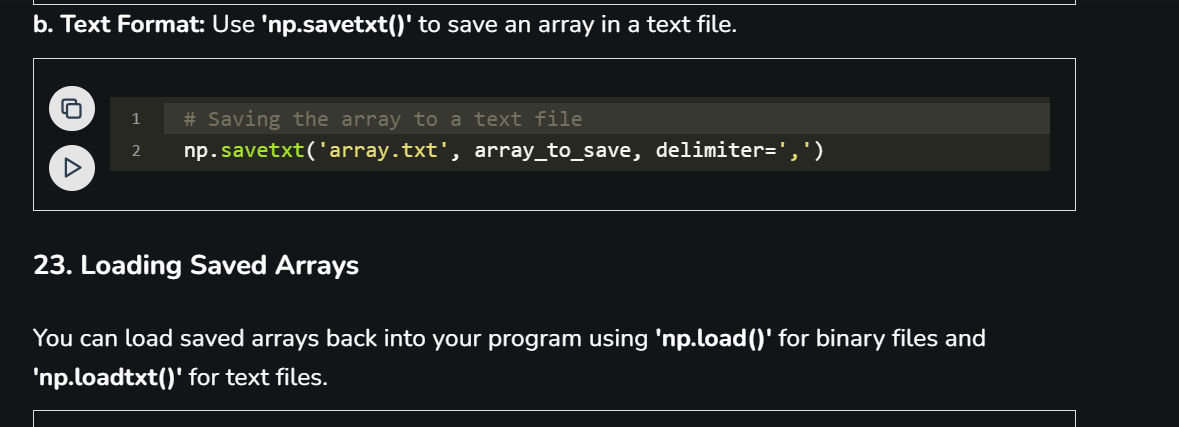 b. Text Format: Use 'np.savetxt()' to save an array in a text file.
1 # Saving the array to a text file
2 np.savetxt('array.txt', array_to_save, delimiter=',')
23. Loading Saved Arrays
You can load saved arrays back into your program using 'np.load()' for binary files and
'np.loadtxt()' for text files.